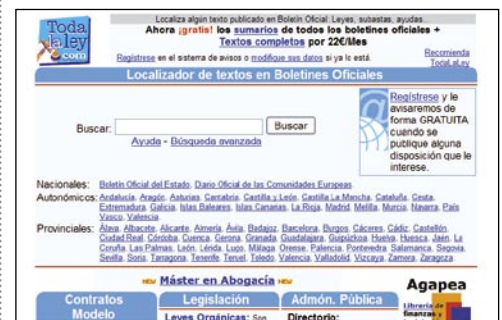 Toda
la ley
.com
Localiza algún texto publicado en Boletín Oficial: Leyes, subastas, ayudas...
Ahora ¡gratis! los sumarios de todos los boletines oficiales +
Textos completos por 22€/Mes
Regístrese en el sistema de avisos o modifique sus datos si ya lo está.
Recomienda
TodaLaLey
Localizador de textos en Boletines Oficiales
Buscar:
Buscar
Ayuda - Búsqueda avanzada
Regístrese y le
avisaremos de
forma GRATUITA
cuando se
publique alguna
disposición que le
interese.
Nacionales: Boletín Oficial del Estado, Diario Oficial de las Comunidades Europeas.
Autonómicos: Andalucía, Aragón, Asturias, Cantabria, Castilla y León, Castilla La Mancha, Cataluña, Ceuta,
Extremadura, Galicia, Islas Baleares, Islas Canarias, La Rioja, Madrid, Melilla, Murcia, Navarra, País
Vasco, Valencia.
Provinciales: Álava, Albacete, Alicante, Almería, Ávila, Badajoz, Barcelona, Burgos, Cáceres, Cádiz, Castellón,
Ciudad Real, Córdoba, Cuenca, Gerona, Granada, Guadalajara, Guipúzkoa, Huelva, Huesca, Jaén, La
Coruña, Las Palmas, León, Lérida, Lugo, Málaga, Orense, Palencia, Pontevedra, Salamanca, Segovia,
Sevilla, Soria, Tarragona, Tenerife, Teruel, Toledo, Valencia, Valladolid, Vizcaya, Zamora, Zaragoza.
NEW Máster en Abogacía NEW
Agapea
Librería de
finanzas y
Contratos
Modelo
Legislación
Leyes Orgánicas: Son
Admón. Pública
Directorio: